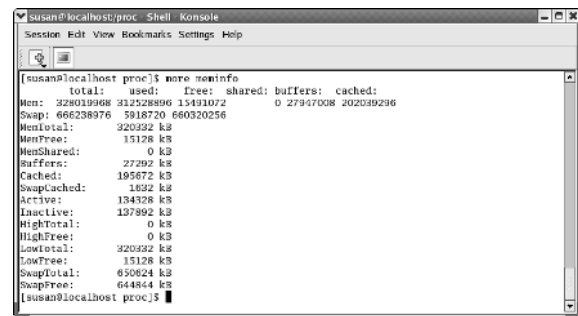 susan@localhost:/proc - Shell - Konsole
Session Edit View Bookmarks Settings Help
[susan@localhost proc]$ more meminfo
total: used: free: shared: buffers: cached:
Mem: 328019968 312528896 15491072 0 27947008 202039296
Swap: 666238976 5918720 660320256
MemTotal: 320332 kB
MemFree: 15128 kB
MemShared: 0 kB
Buffers: 27292 kB
Cached: 195672 kB
SwapCached: 1632 kB
Active: 134328 kB
Inactive: 137892 kB
HighTotal: 0 kB
HighFree: 0 kB
LowTotal: 320332 kB
LowFree: 15128 kB
SwapTotal: 650624 kB
SwapFree: 644844 kB
[susan@localhost proc]$